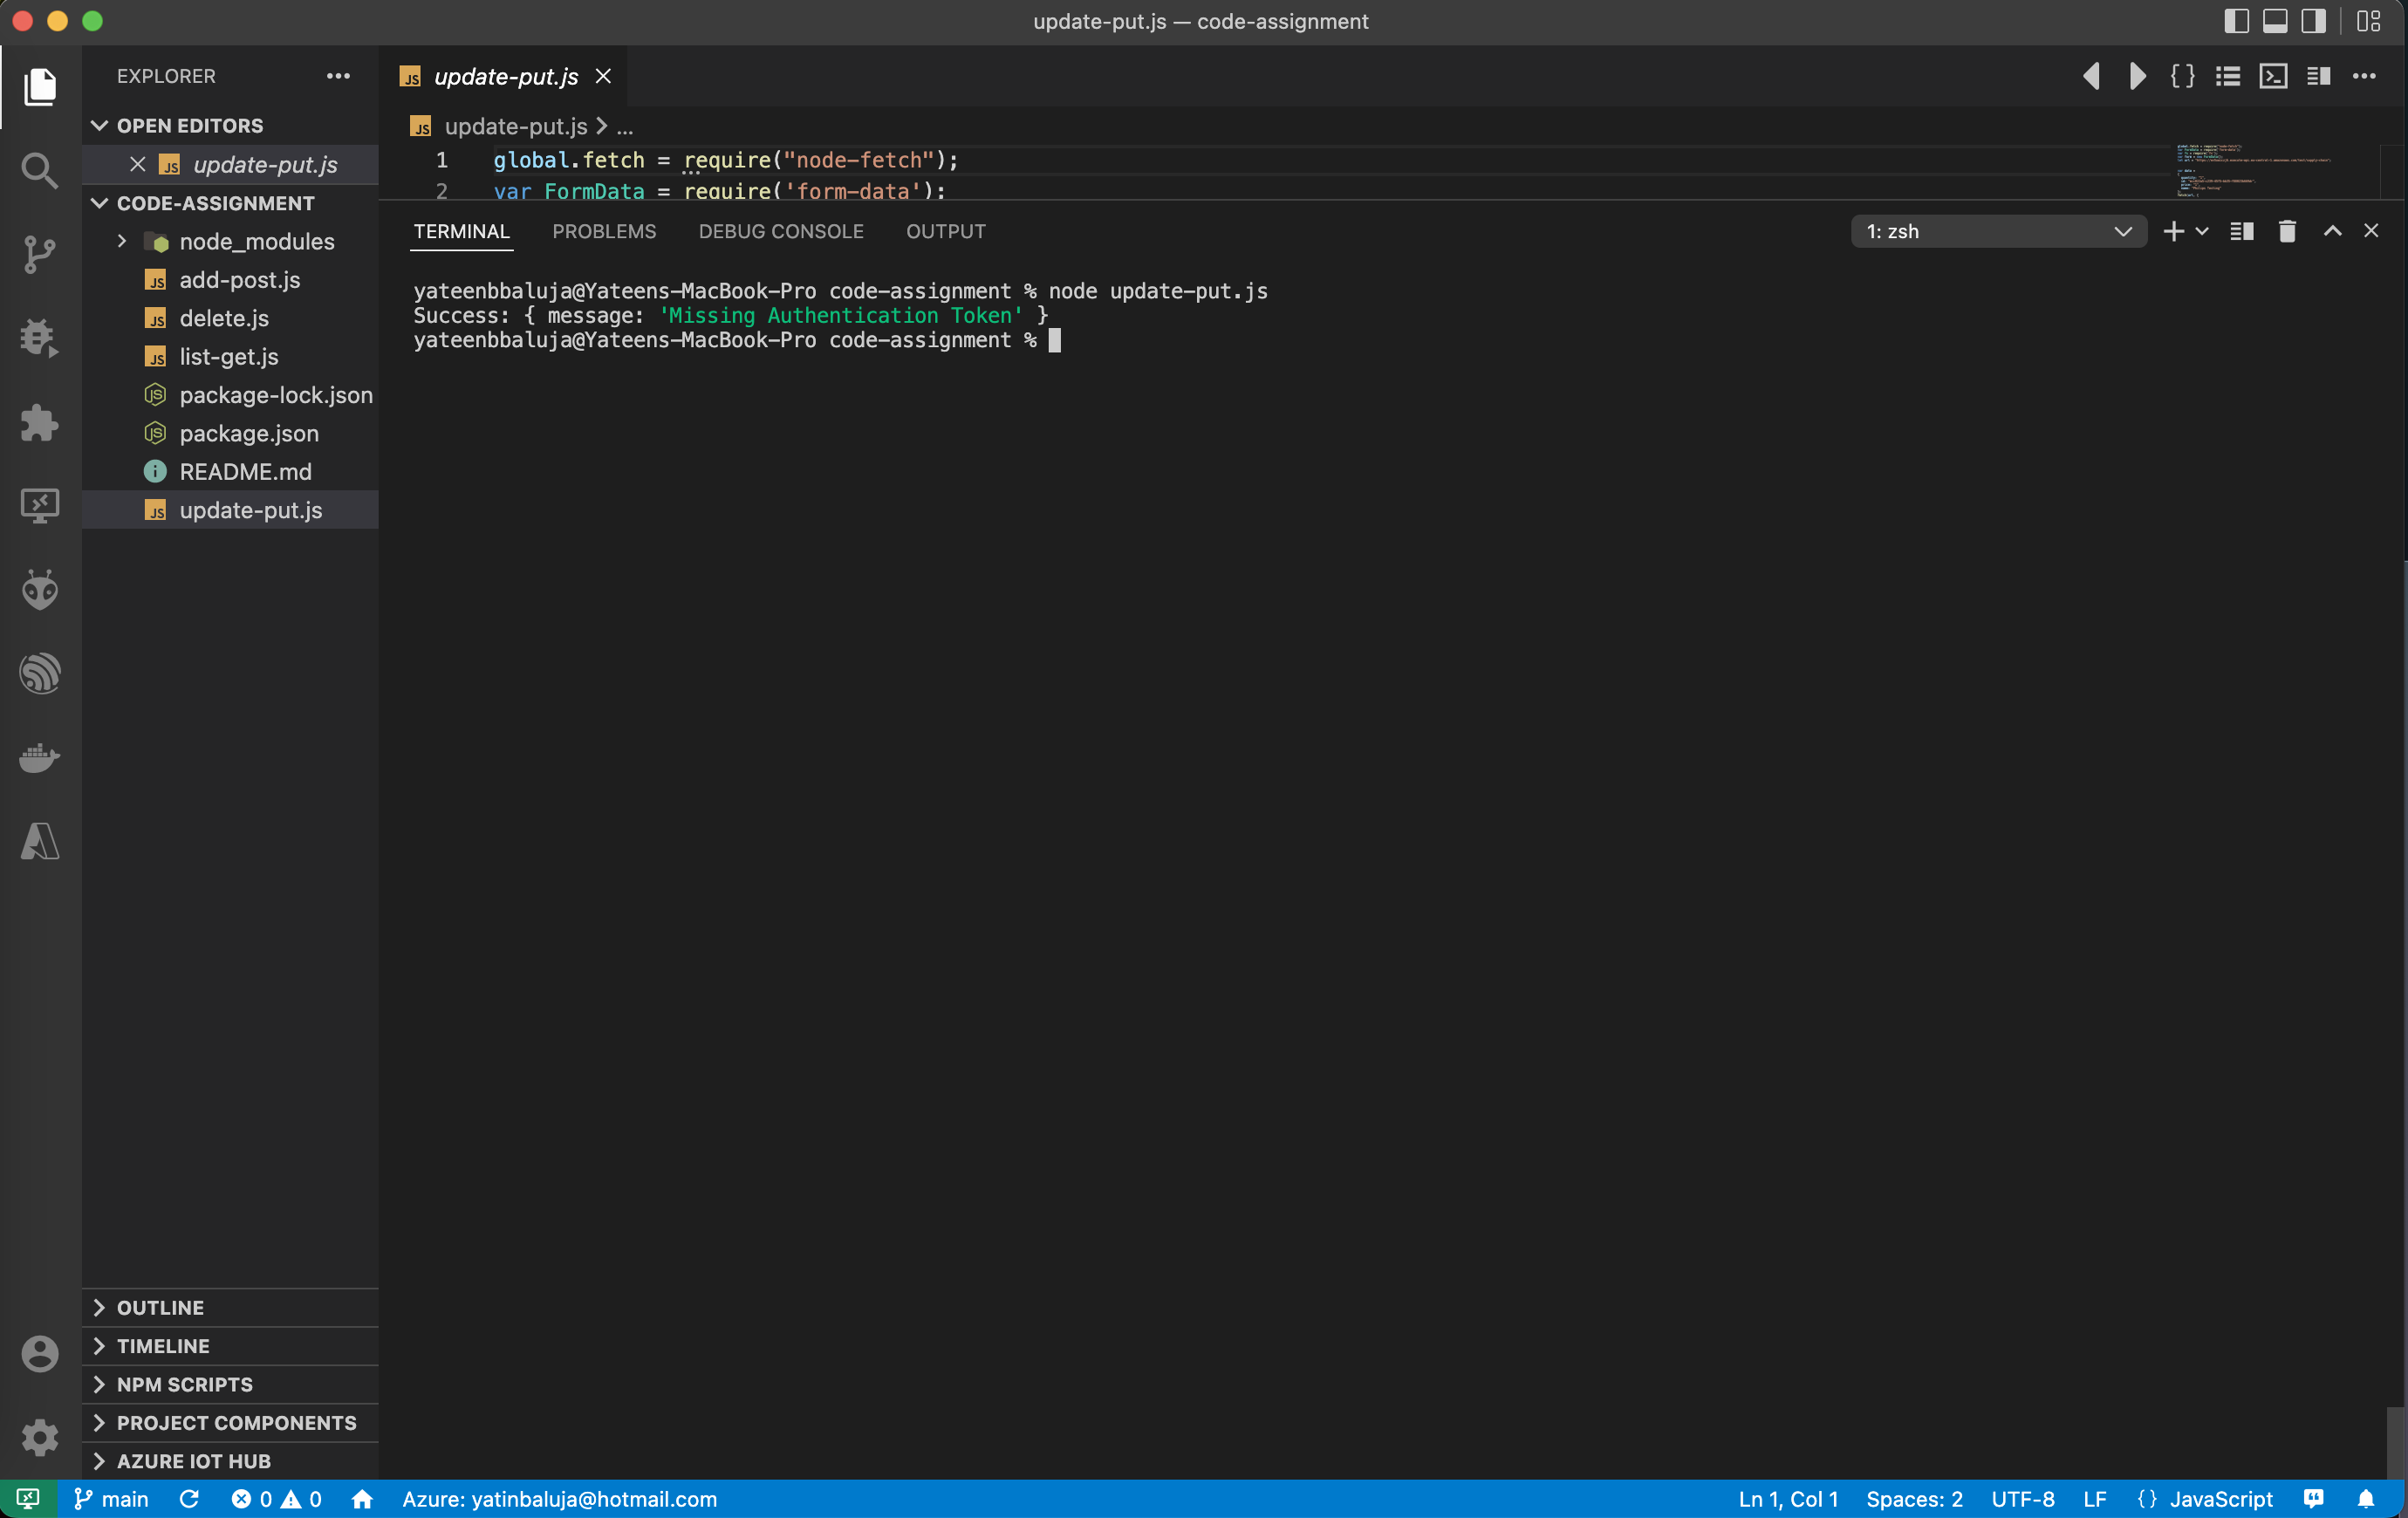 update-put.js — code-assignment
EXPLORER
OPEN EDITORS
update-put.js
CODE-ASSIGNMENT
node_modules
add-post.js
delete.js
list-get.js
package-lock.json
package.json
README.md
update-put.js
OUTLINE
TIMELINE
NPM SCRIPTS
PROJECT COMPONENTS
AZURE IOT HUB
update-put.js
update-put.js > ...
1 global.fetch = require("node-fetch");
2 var FormData = require('form-data');
TERMINAL PROBLEMS DEBUG CONSOLE OUTPUT
1: zsh
yateenbbaluja@Yateens-MacBook-Pro code-assignment % node update-put.js
Success: { message: 'Missing Authentication Token' }
yateenbbaluja@Yateens-MacBook-Pro code-assignment %
main 0 0 Azure: yatinbaluja@hotmail.com Ln 1, Col 1 Spaces: 2 UTF-8 LF {} JavaScript